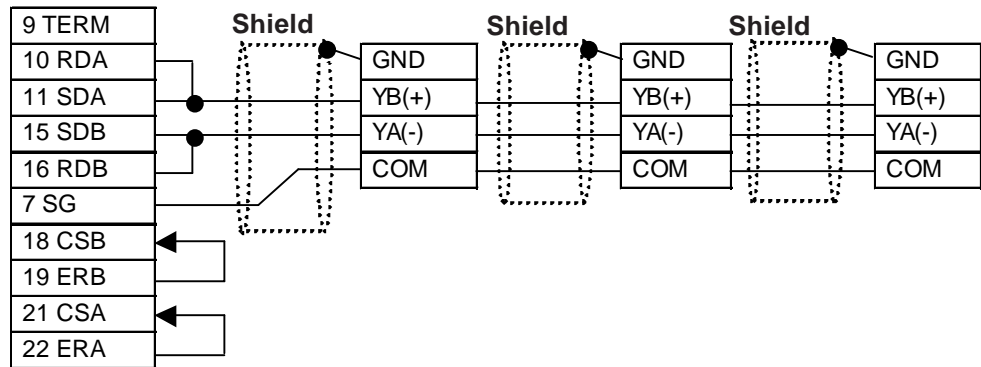 9 TERM
10 RDA
11 SDA
15 SDB
16 RDB
7 SG
18 CSB
19 ERB
21 CSA
22 ERA
Shield
GND
YB(+)
YA(-)
COM
Shield
GND
YB(+)
YA(-)
COM
Shield
GND
YB(+)
YA(-)
COM